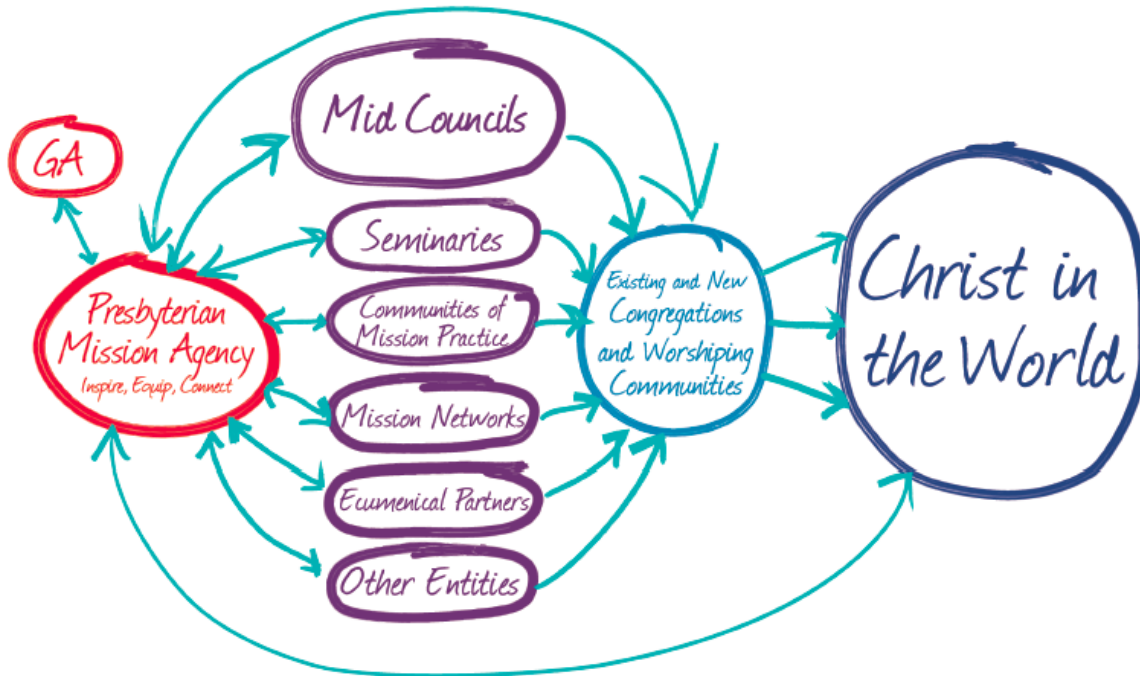 GA
Presbyterian
Mission Agency
Inspire, Equip, Connect
Mid Councils
Seminaries
Communities of
Mission Practice
Mission Networks
Ecumenical Partners
Other Entities
Existing and New
Congregations
and Worshiping
Communities
Christ in
the World